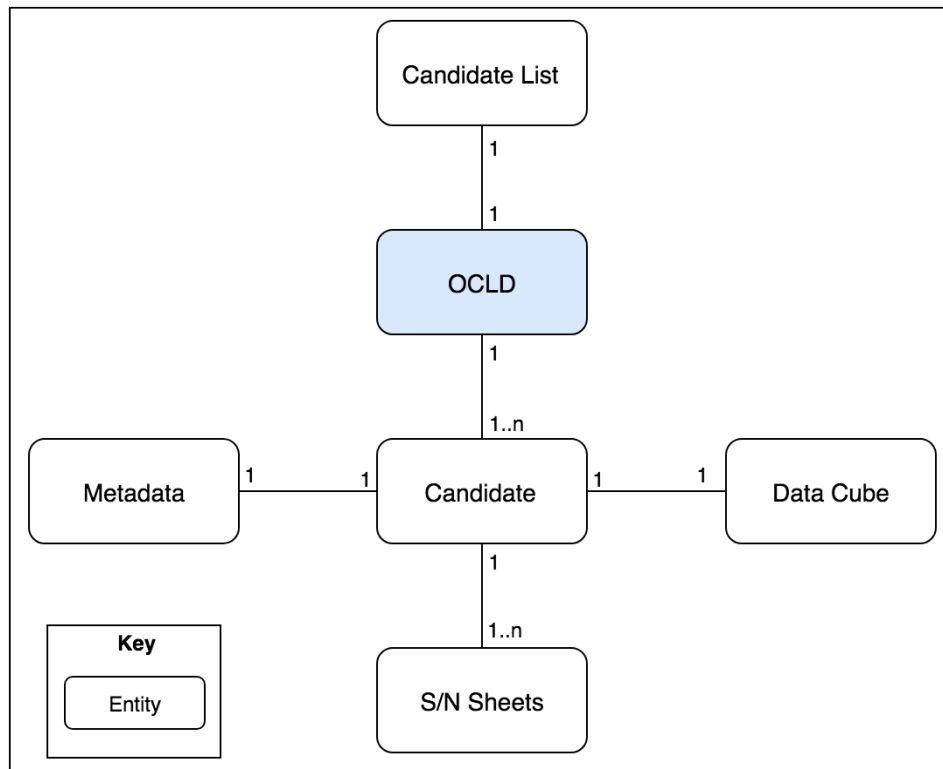 Candidate List
1
1
OCLD
1
1..n
Metadata
1
1
Candidate
1
1
Data Cube
1
1..n
S/N Sheets
Key
Entity